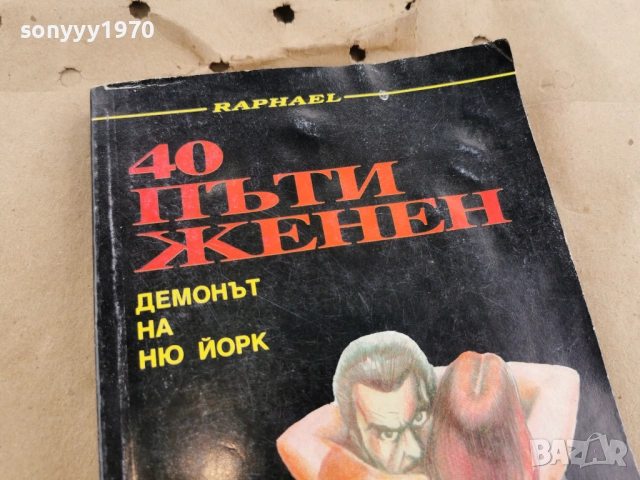 sonyyy1970
RAPHAEL
40
ПЪТИ
ЖЕНЕН
ДЕМОНЪТ
НА
НЮ ЙОРК
BAZAR